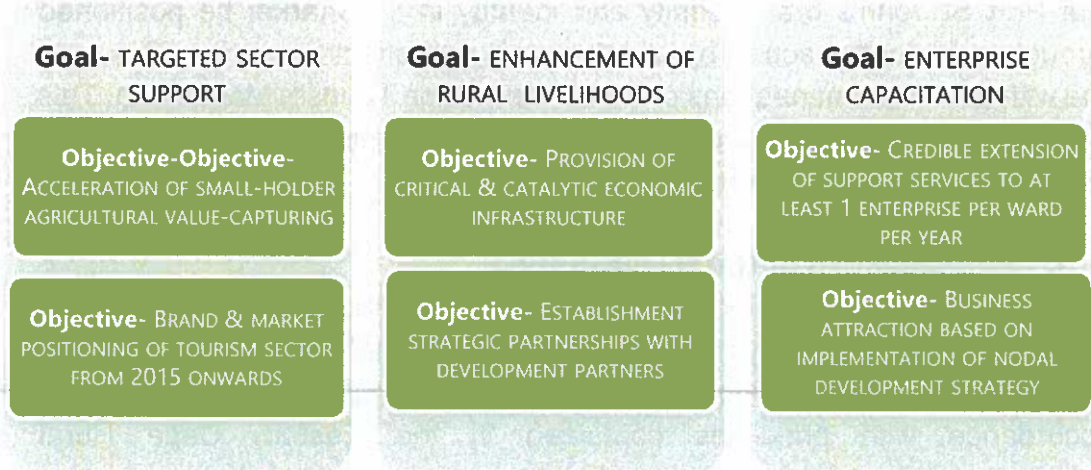 Goal- TARGETED SECTOR
SUPPORT
Objective-Objective-
ACCELERATION OF SMALL-HOLDER
AGRICULTURAL VALUE-CAPTURING
Objective- BRAND & MARKET
POSITIONING OF TOURISM SECTOR
FROM 2015 ONWARDS
Goal- ENHANCEMENT OF
RURAL LIVELIHOODS
Objective- PROVISION OF
CRITICAL & CATALYTIC ECONOMIC
INFRASTRUCTURE
Objective- ESTABLISHMENT
STRATEGIC PARTNERSHIPS WITH
DEVELOPMENT PARTNERS
Goal- ENTERPRISE
CAPACITATION
Objective- CREDIBLE EXTENSION
OF SUPPORT SERVICES TO AT
LEAST 1 ENTERPRISE PER WARD
PER YEAR
Objective- BUSINESS
ATTRACTION BASED ON
IMPLEMENTATION OF NODAL
DEVELOPMENT STRATEGY